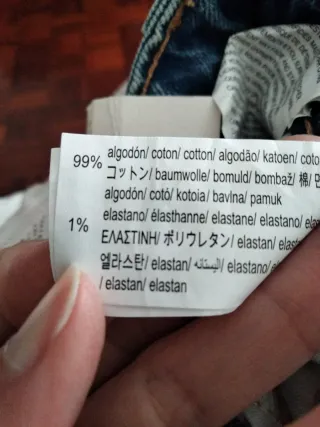 99% algodón/ coton/ cotton/ algodão/ katoen/
コットン/ baumwolle/ bomuld/ bombaž/ 棉/
algodón/ cotó/ kotoia/ bavlna/ pamuk
1% elastano/ élasthanne/ elastane/ elastano/
ΕΛΑΣΤΙΝΗ/ ポリウレタン/ elastan/
엘라스탄/ elastan/ اليستانه/ elastano/
/ elastan/ elastan